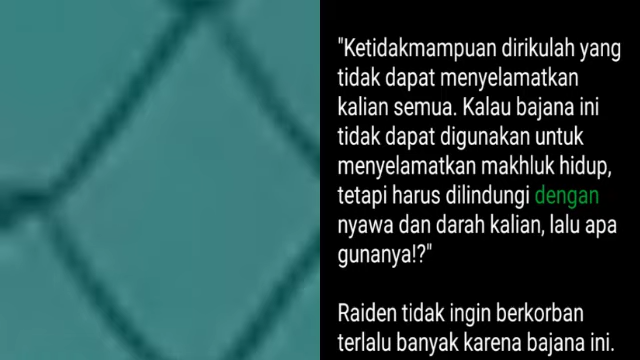 "Ketidakmampuan dirikulah yang
tidak dapat menyelamatkan
kalian semua. Kalau bajana ini
tidak dapat digunakan untuk
menyelamatkan makhluk hidup,
tetapi harus dilindungi dengan
nyawa dan darah kalian, lalu apa
gunanya!?"
Raiden tidak ingin berkorban
terlalu banyak karena bajana ini.